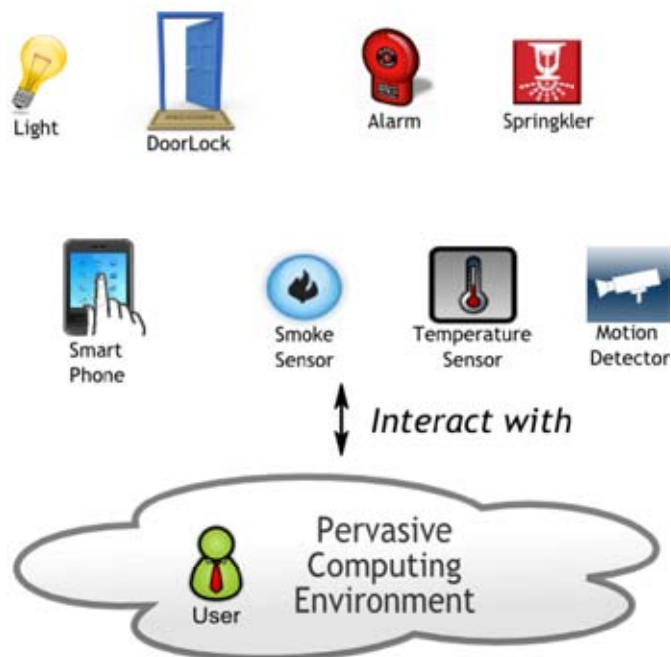 Light
DoorLock
Alarm
Springkler
Smart
Phone
Smoke
Sensor
Temperature
Sensor
Motion
Detector
Interact with
Pervasive
Computing
Environment
User